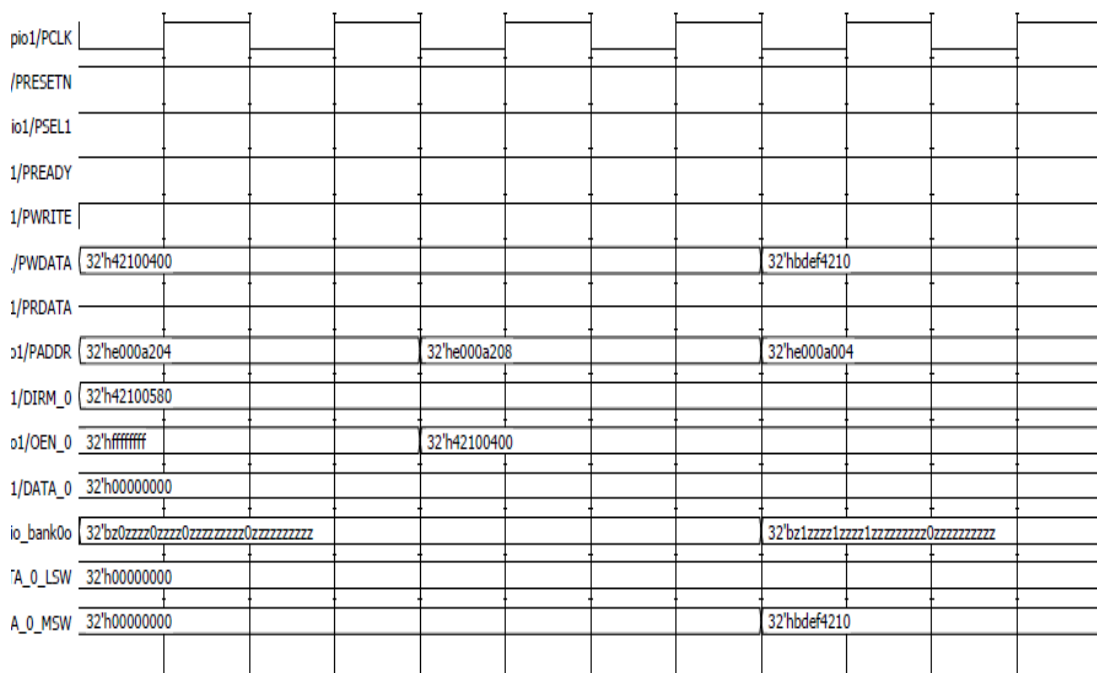 pio1/PCLK
/PRESETN
io1/PSEL1
1/PREADY
1/PWRITE
./PWDATA 32'h42100400 32'hbdef4210
1/PRDATA
o1/PADDR 32'he000a204 32'he000a208 32'he000a004
1/DIRM_0 32'h42100580
o1/OEN_0 32'hffffffff 32'h42100400
1/DATA_0 32'h00000000
io_bank0o 32'bz0zzzz0zzzz0zzzzzzzzz0zzzzzzzzzz 32'bz1zzzz1zzzz1zzzzzzzzz0zzzzzzzzzz
TA_0_LSW 32'h00000000
A_0_MSW 32'h00000000 32'hbdef4210